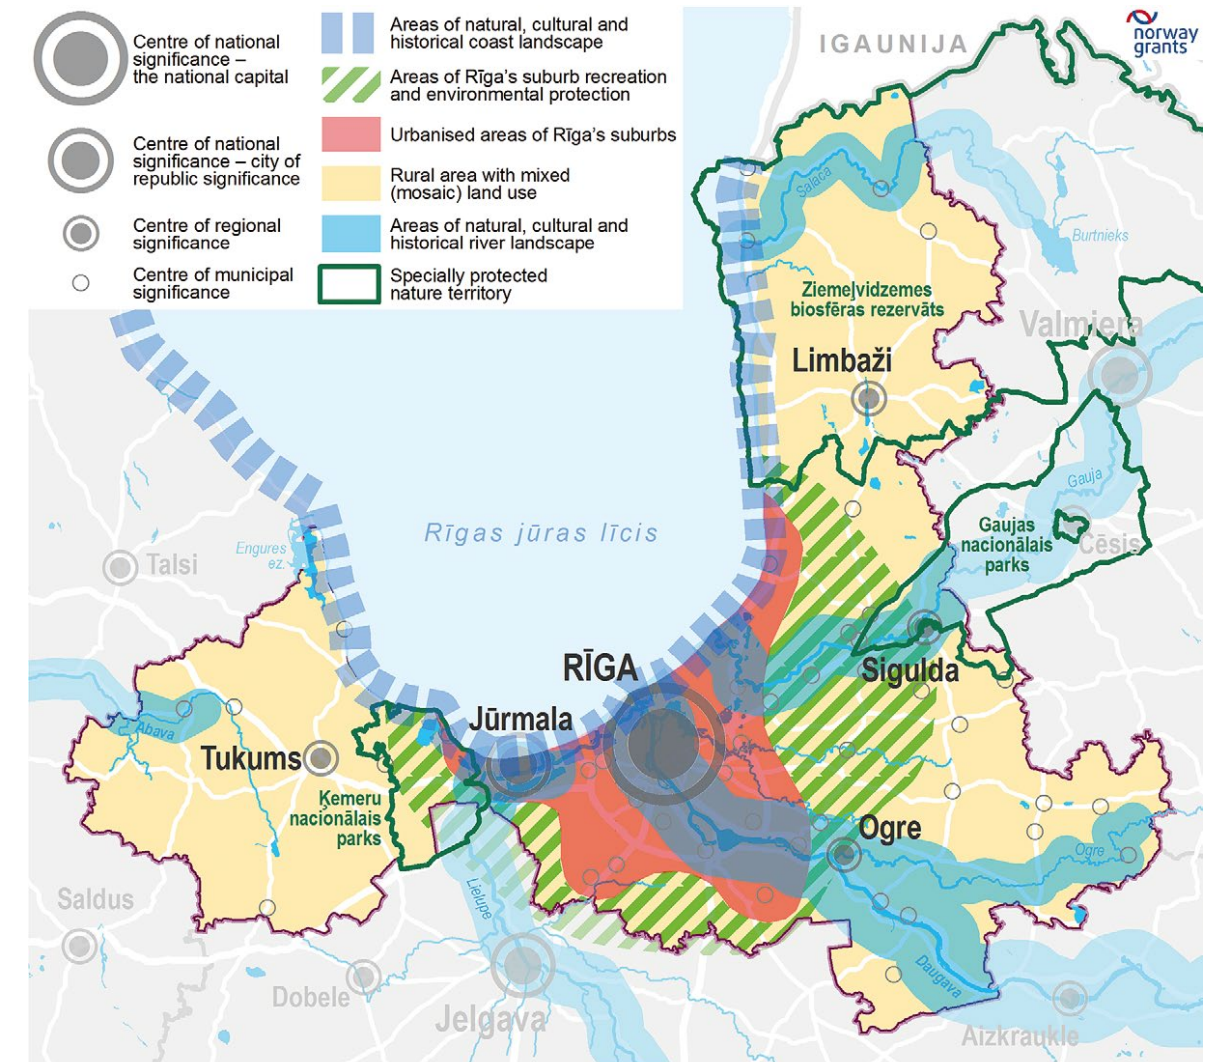 Centre of national
significance –
the national capital
Centre of national
significance – city of
republic significance
Centre of regional
significance
Centre of municipal
significance
Areas of natural, cultural and
historical coast landscape
Areas of Rīga's suburb recreation
and environmental protection
Urbanised areas of Rīga's suburbs
Rural area with mixed
(mosaic) land use
Areas of natural, cultural and
historical river landscape
Specially protected
nature territory
IGAUNIJA
norway
grants
Salaca
Burtnieks
Ziemeļvidzemes
biosfēras rezervāts
Valmiera
Limbaži
Gauja
Gaujas
nacionālais
parks
Cēsis
Rīgas jūras līcis
Engures
ez.
Talsi
Sigulda
RĪGA
Jūrmala
Abava
Tukums
Ķemeru
nacionālais
parks
Ogre
Ogre
Saldus
Lielupe
Daugava
Dobele
Jelgava
Aizkraukle